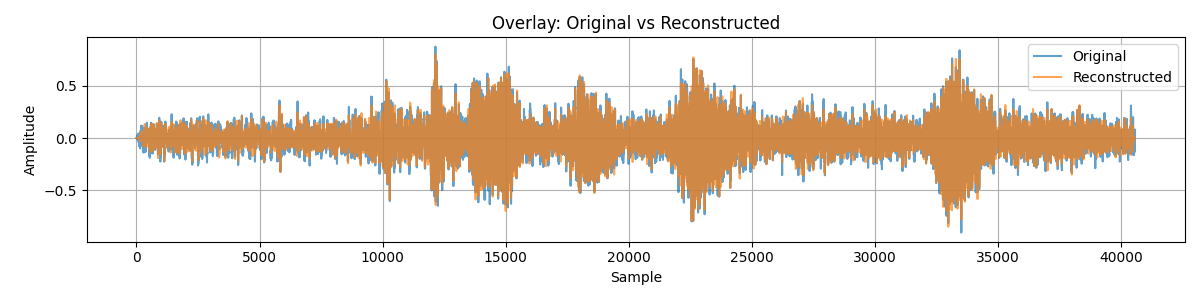 Overlay: Original vs Reconstructed
Original
Reconstructed
Amplitude
0.5
0.0
−0.5
0 5000 10000 15000 20000 25000 30000 35000 40000
Sample